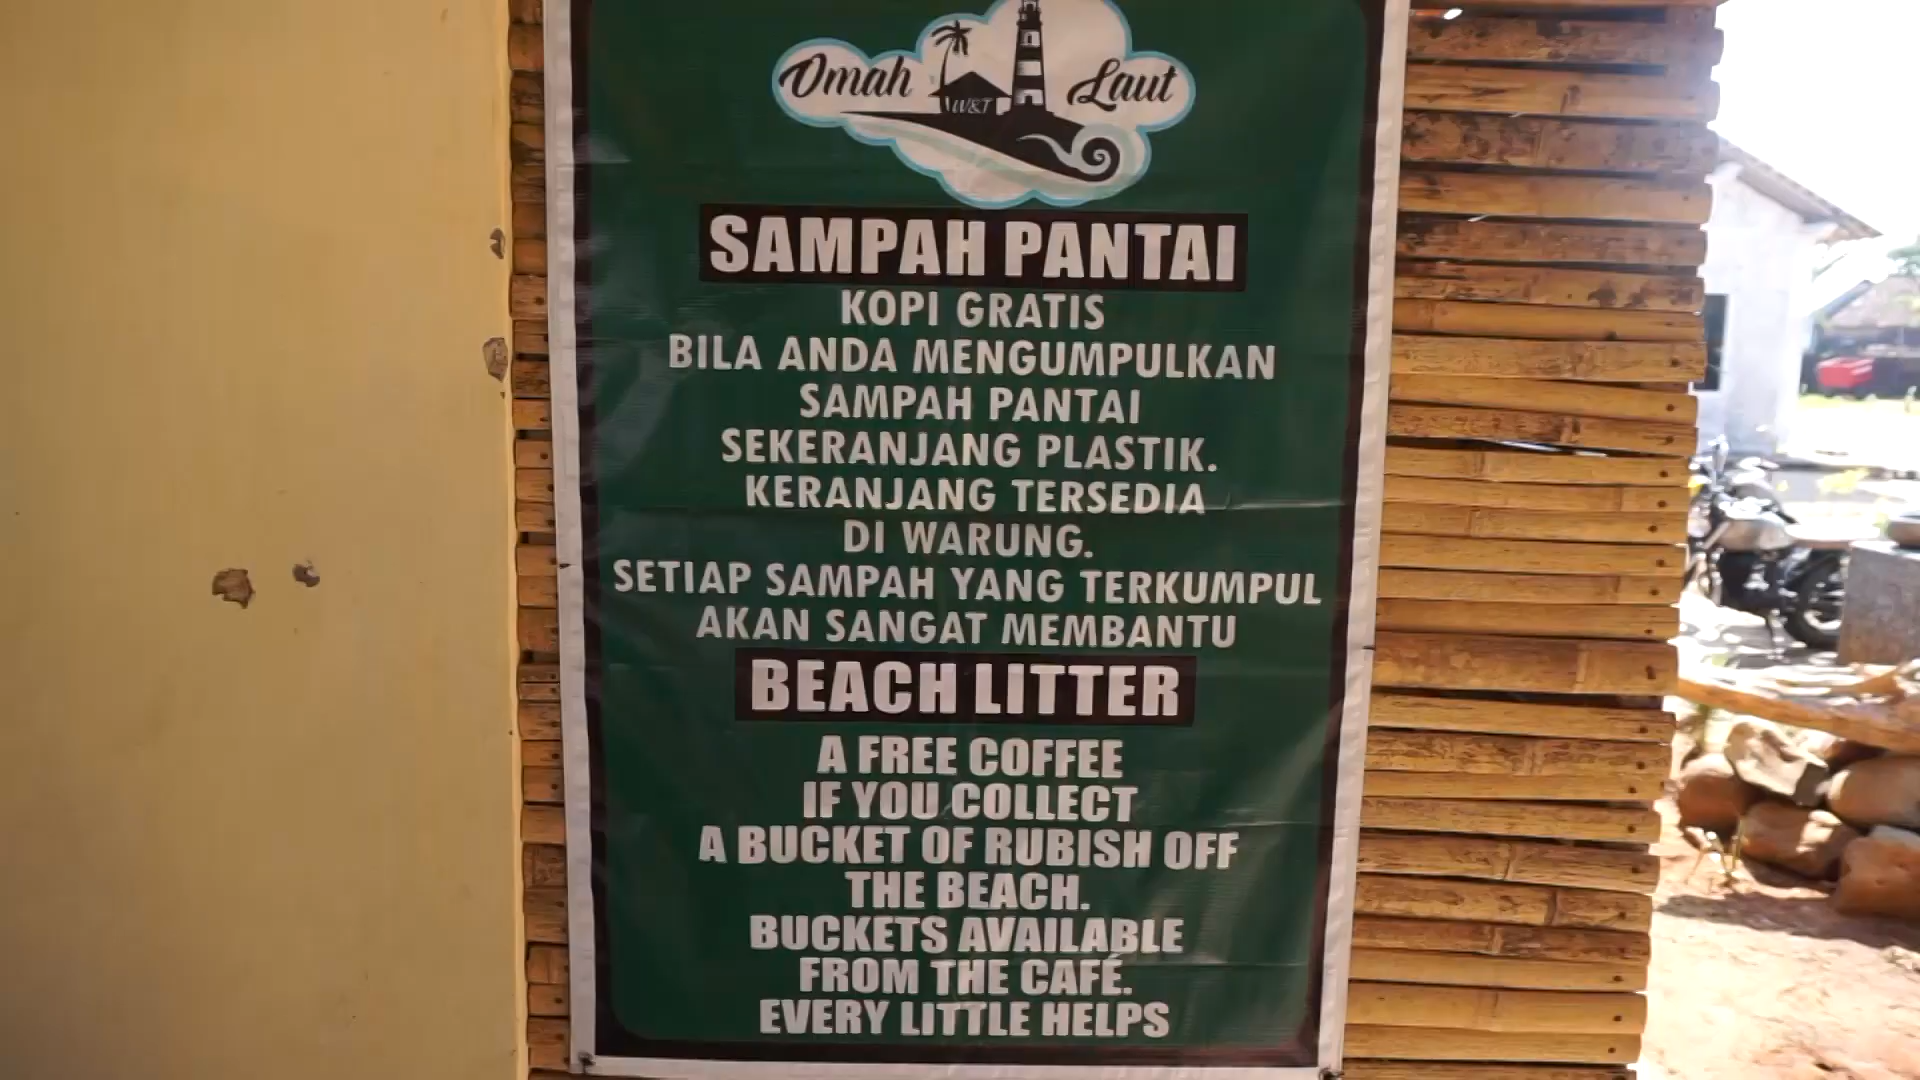 Omah Laut
W&T
SAMPAH PANTAI
KOPI GRATIS
BILA ANDA MENGUMPULKAN
SAMPAH PANTAI
SEKERANJANG PLASTIK.
KERANJANG TERSEDIA
DI WARUNG.
SETIAP SAMPAH YANG TERKUMPUL
AKAN SANGAT MEMBANTU
BEACH LITTER
A FREE COFFEE
IF YOU COLLECT
A BUCKET OF RUBISH OFF
THE BEACH.
BUCKETS AVAILABLE
FROM THE CAFÉ.
EVERY LITTLE HELPS